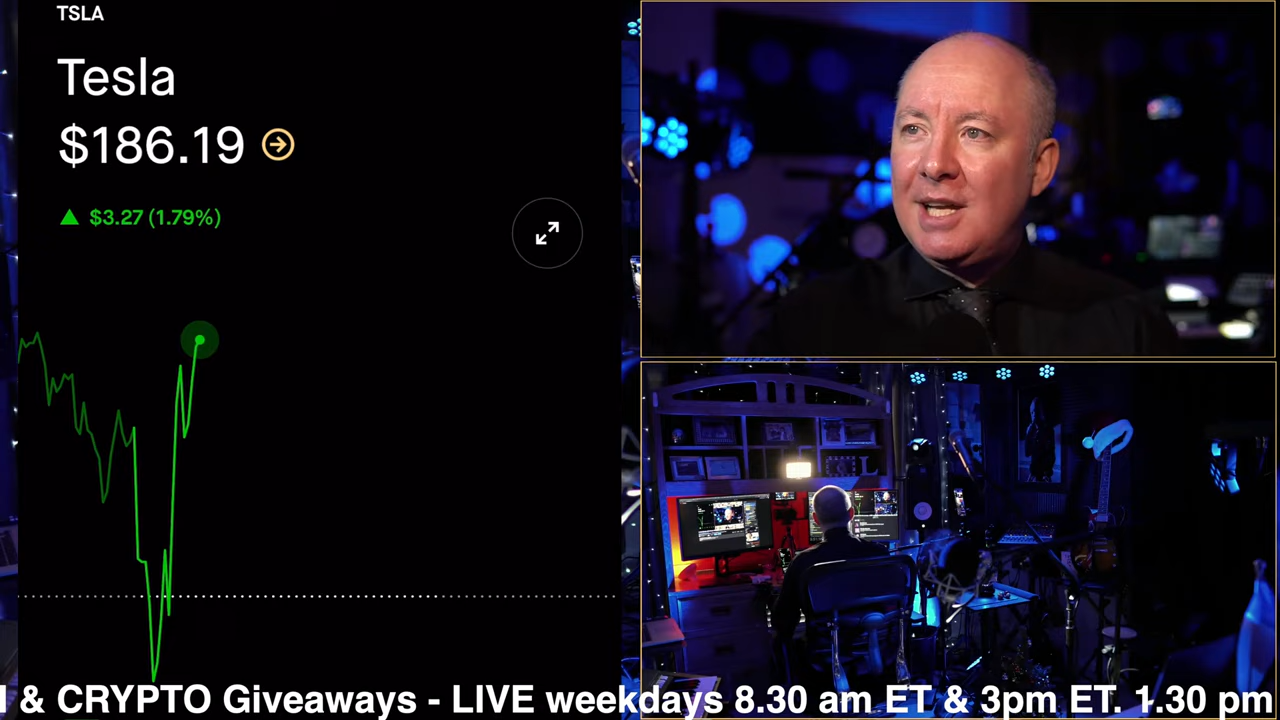 TSLA
Tesla
$186.19
$3.27 (1.79%)
& CRYPTO Giveaways - LIVE weekdays 8.30 am ET & 3pm ET. 1.30 pm